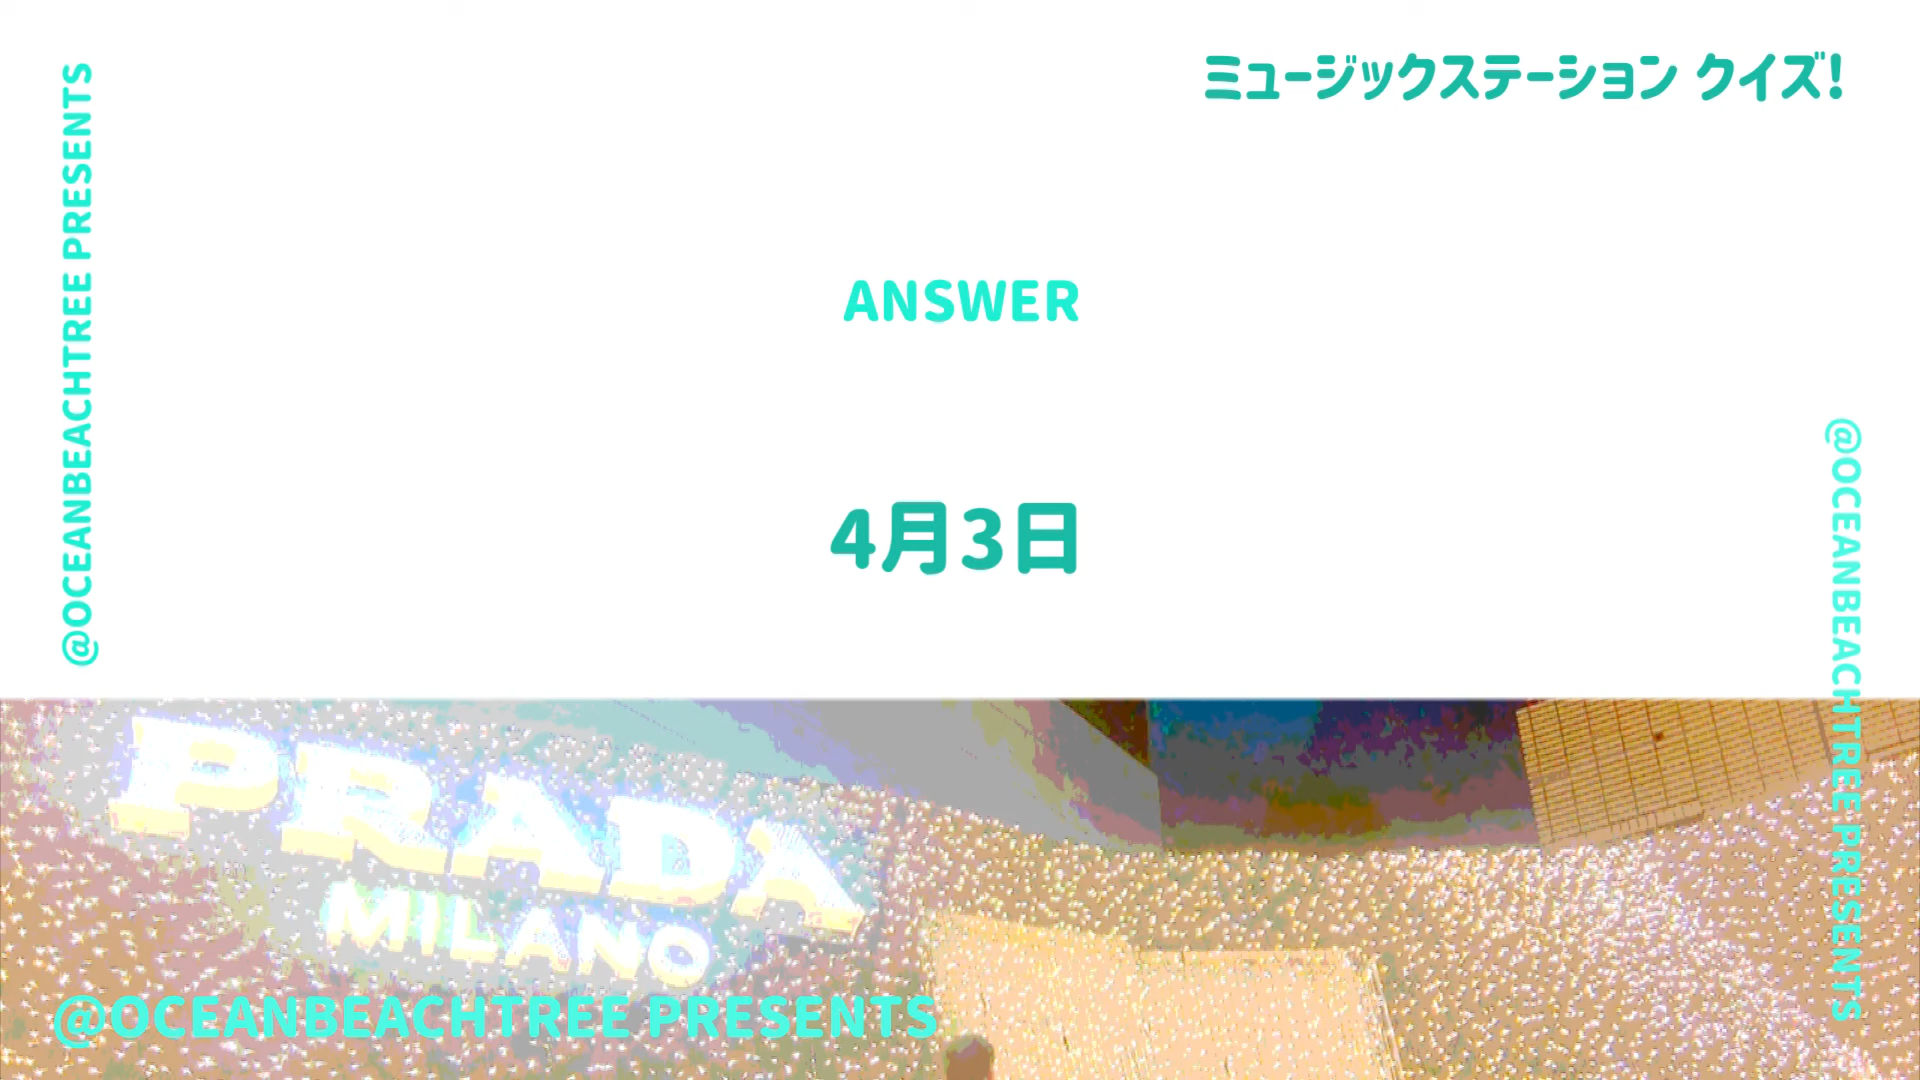 ミュージックステーション クイズ!
@OCEANBEACHTREE PRESENTS
ANSWER
4月3日
@OCEANBEACHTREE PRESENTS
PRADA
MILANO
@OCEANBEACHTREE PRESENTS